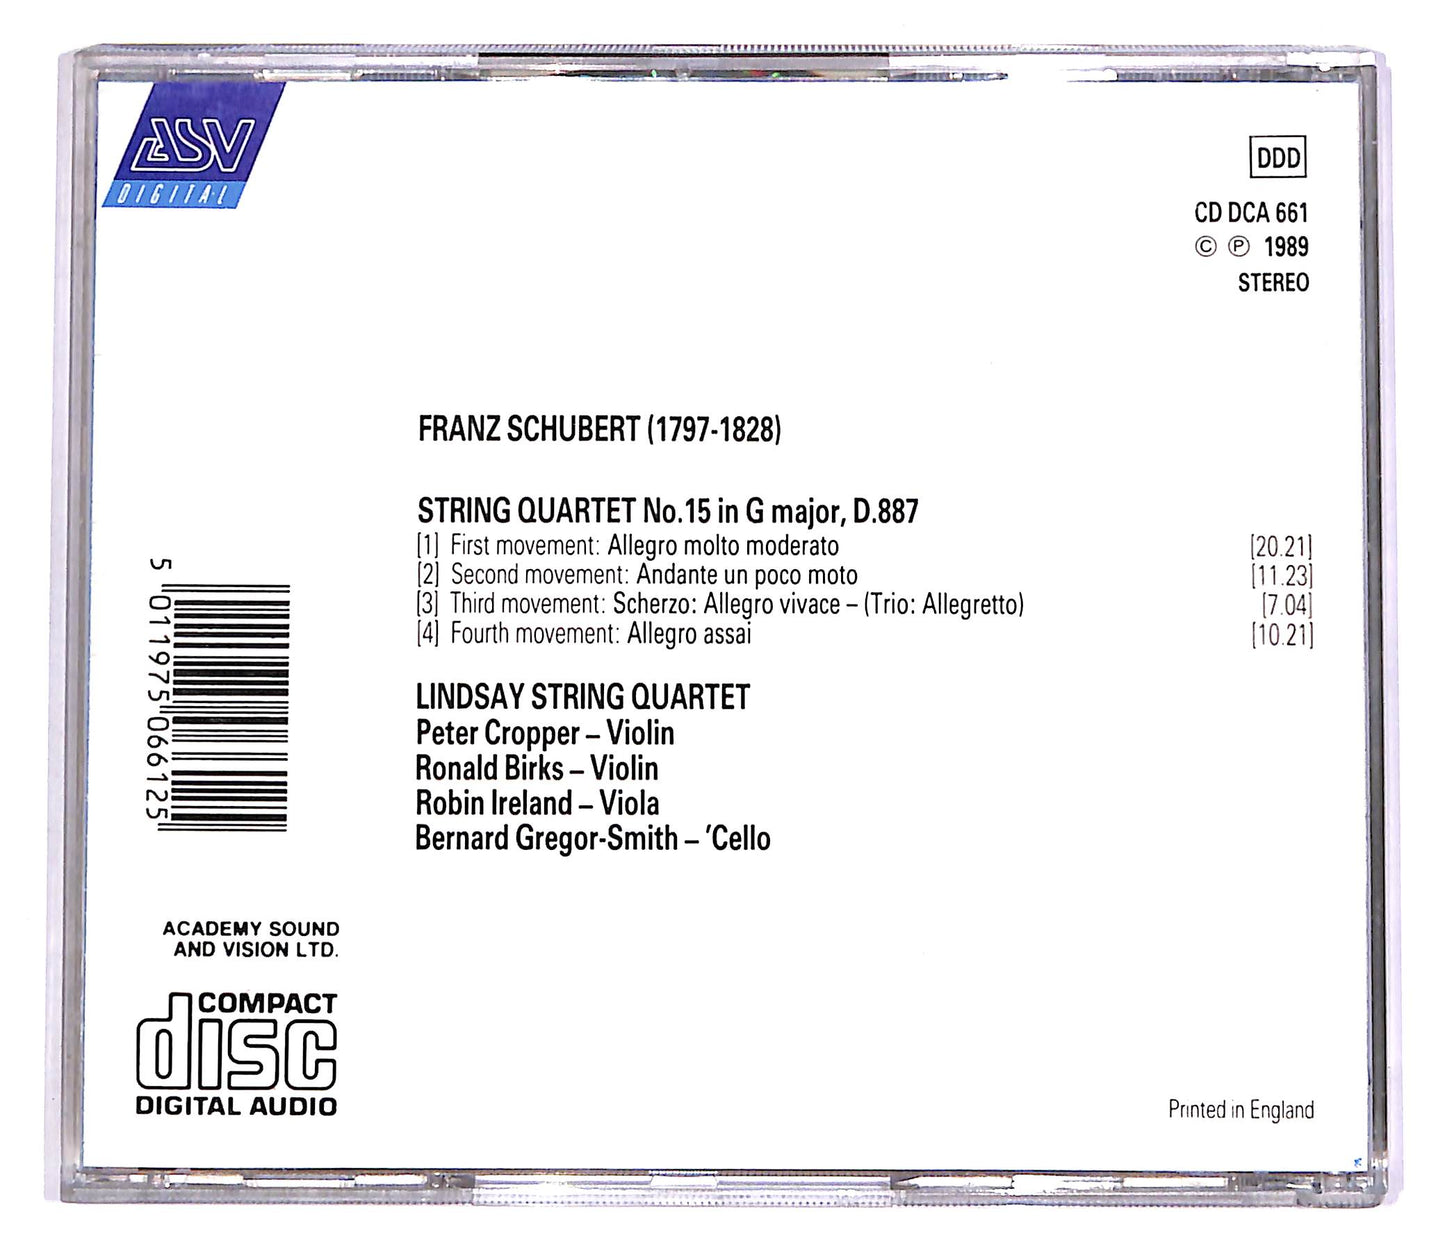 ASV
DIGITAL
DDD
CD DCA 661
© ℗ 1989
STEREO
FRANZ SCHUBERT (1797-1828)
STRING QUARTET No.15 in G major, D.887
[1] First movement: Allegro molto moderato [20.21]
[2] Second movement: Andante un poco moto [11.23]
[3] Third movement: Scherzo: Allegro vivace – (Trio: Allegretto) [7.04]
[4] Fourth movement: Allegro assai [10.21]
LINDSAY STRING QUARTET
Peter Cropper – Violin
Ronald Birks – Violin
Robin Ireland – Viola
Bernard Gregor-Smith – ’Cello
5 011975 066125
ACADEMY SOUND
AND VISION LTD.
COMPACT
disc
DIGITAL AUDIO
Printed in England